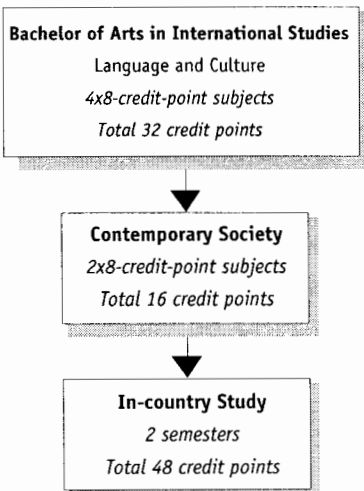 Bachelor of Arts in International Studies
Language and Culture
4x8-credit-point subjects
Total 32 credit points
Contemporary Society
2x8-credit-point subjects
Total 16 credit points
In-country Study
2 semesters
Total 48 credit points